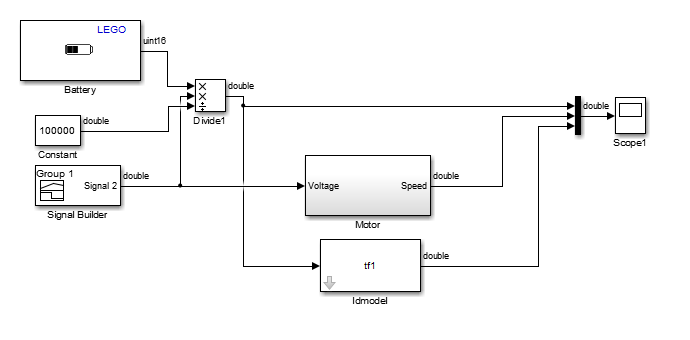 LEGO
uint16
Battery
double
×
×
÷
Divide1
double
100000
Constant
Group 1
Signal 2
double
Signal Builder
Voltage
Speed
double
Motor
tf1
double
Idmodel
double
Scope1